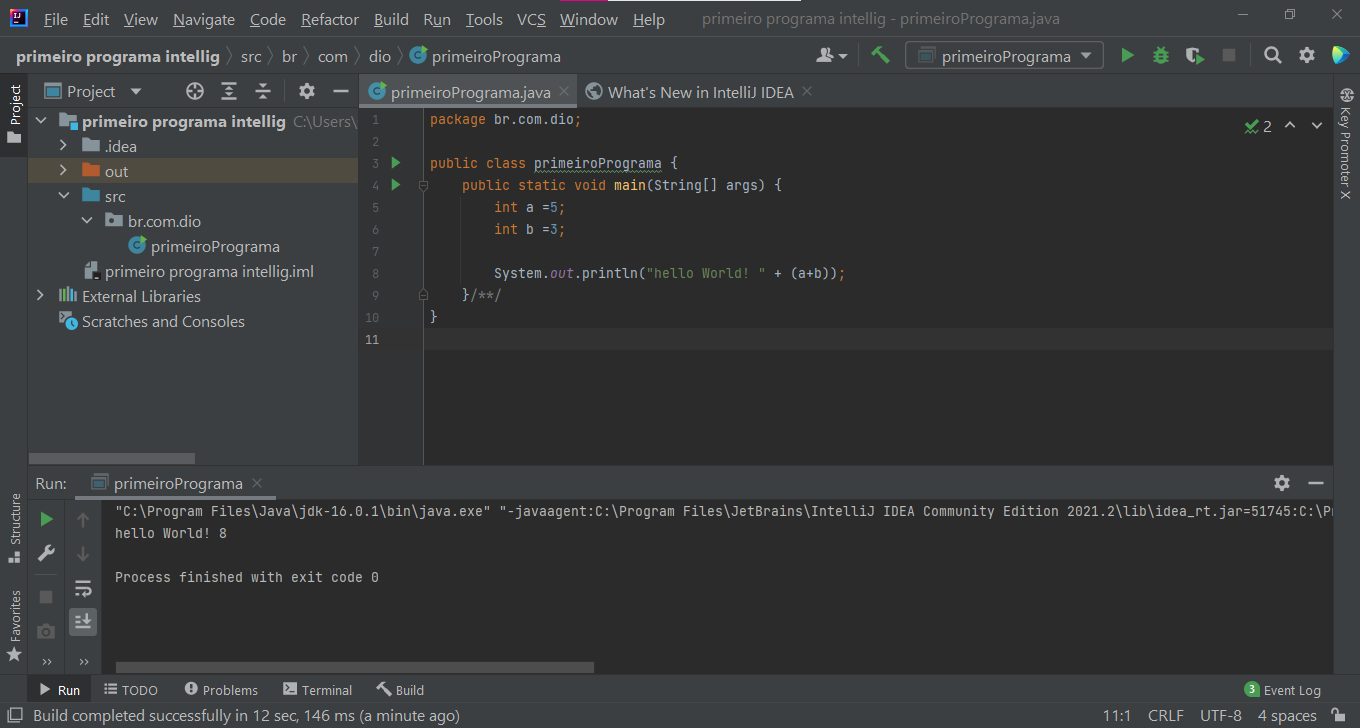 File Edit View Navigate Code Refactor Build Run Tools VCS Window Help primeiro programa intellig - primeiroPrograma.java
primeiro programa intellig src br com dio primeiroPrograma primeiroPrograma
Project
Project
primeiroPrograma.java
What's New in IntelliJ IDEA
Key Promoter X
primeiro programa intellig C:\Users\
.idea
out
src
br.com.dio
primeiroPrograma
primeiro programa intellig.iml
External Libraries
Scratches and Consoles
2
1 package br.com.dio;
2
3 public class primeiroPrograma {
4 public static void main(String[] args) {
5 int a =5;
6 int b =3;
7
8 System.out.println("hello World! " + (a+b));
9 }/**/
10 }
11
Run: primeiroPrograma
Structure
Favorites
"C:\Program Files\Java\jdk-16.0.1\bin\java.exe" "-javaagent:C:\Program Files\JetBrains\IntelliJ IDEA Community Edition 2021.2\lib\idea_rt.jar=51745:C:\P
hello World! 8
Process finished with exit code 0
Run TODO Problems Terminal Build 3 Event Log
Build completed successfully in 12 sec, 146 ms (a minute ago) 11:1 CRLF UTF-8 4 spaces